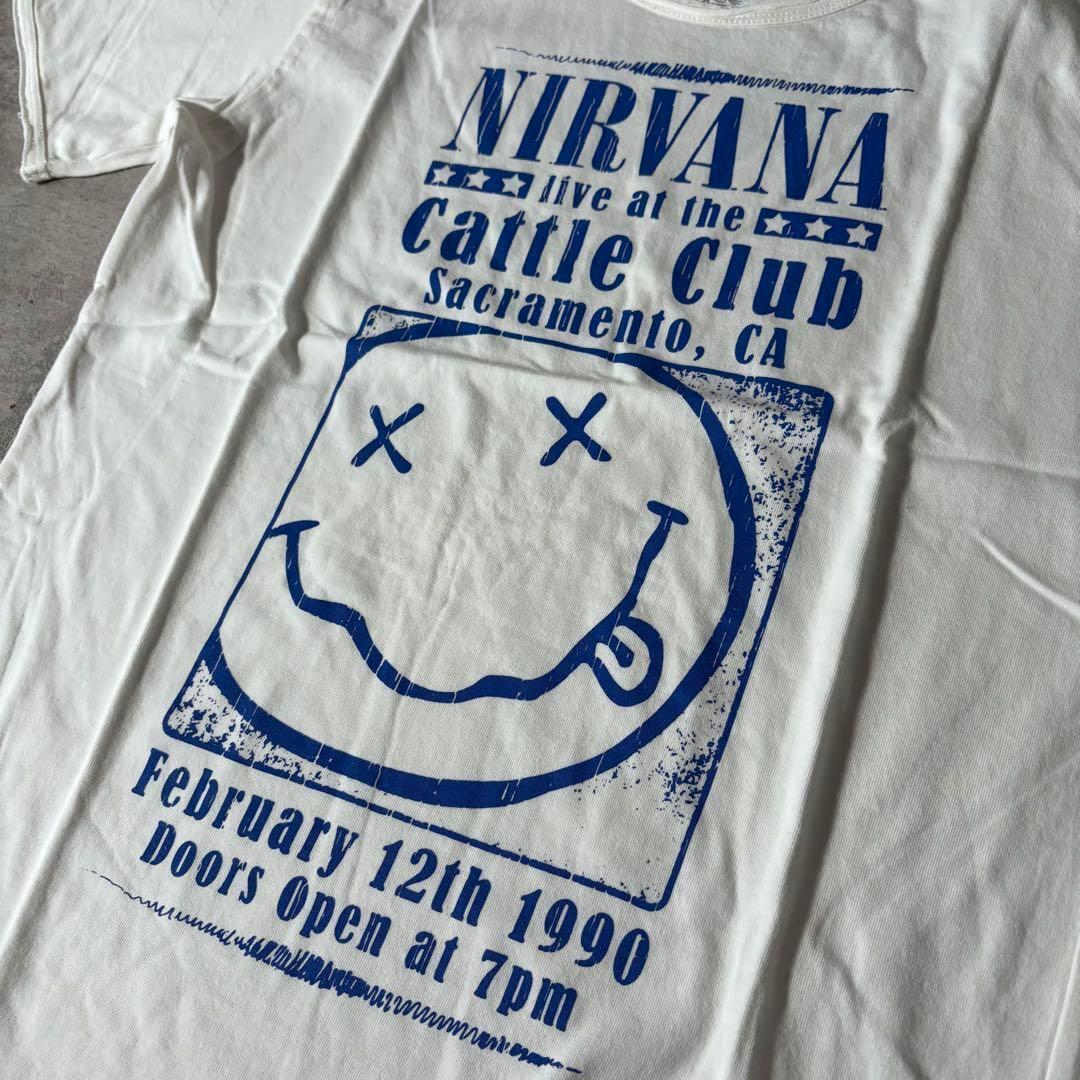 NIRVANA
live at the
Cattle Club
Sacramento, CA
February 12th 1990
Doors Open at 7pm